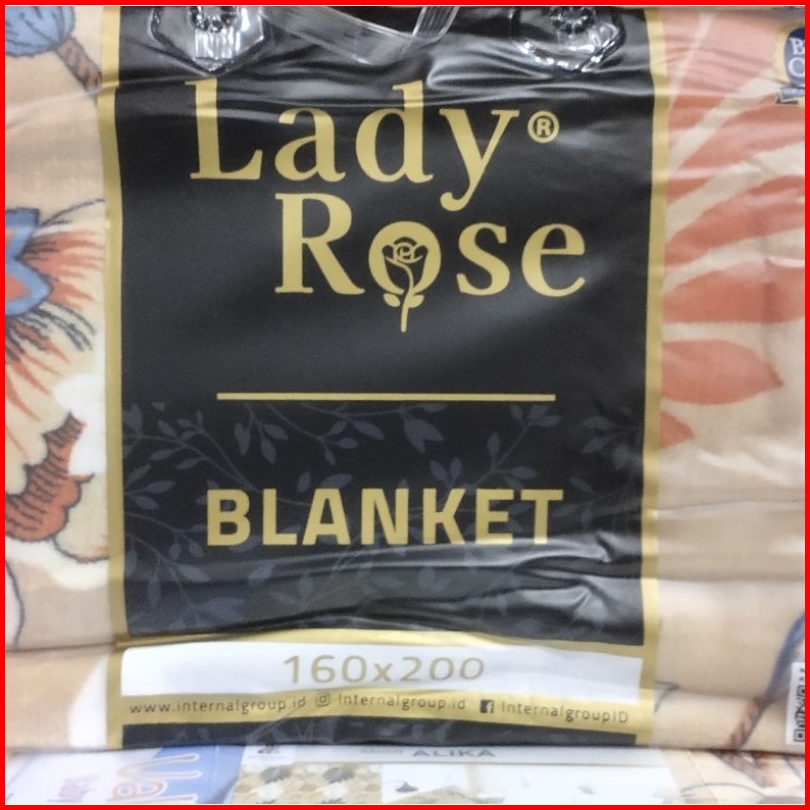 Lady®
Rose
BLANKET
160x200
www.internalgroup.id Internalgroup.id InternalgroupID
ALIKA